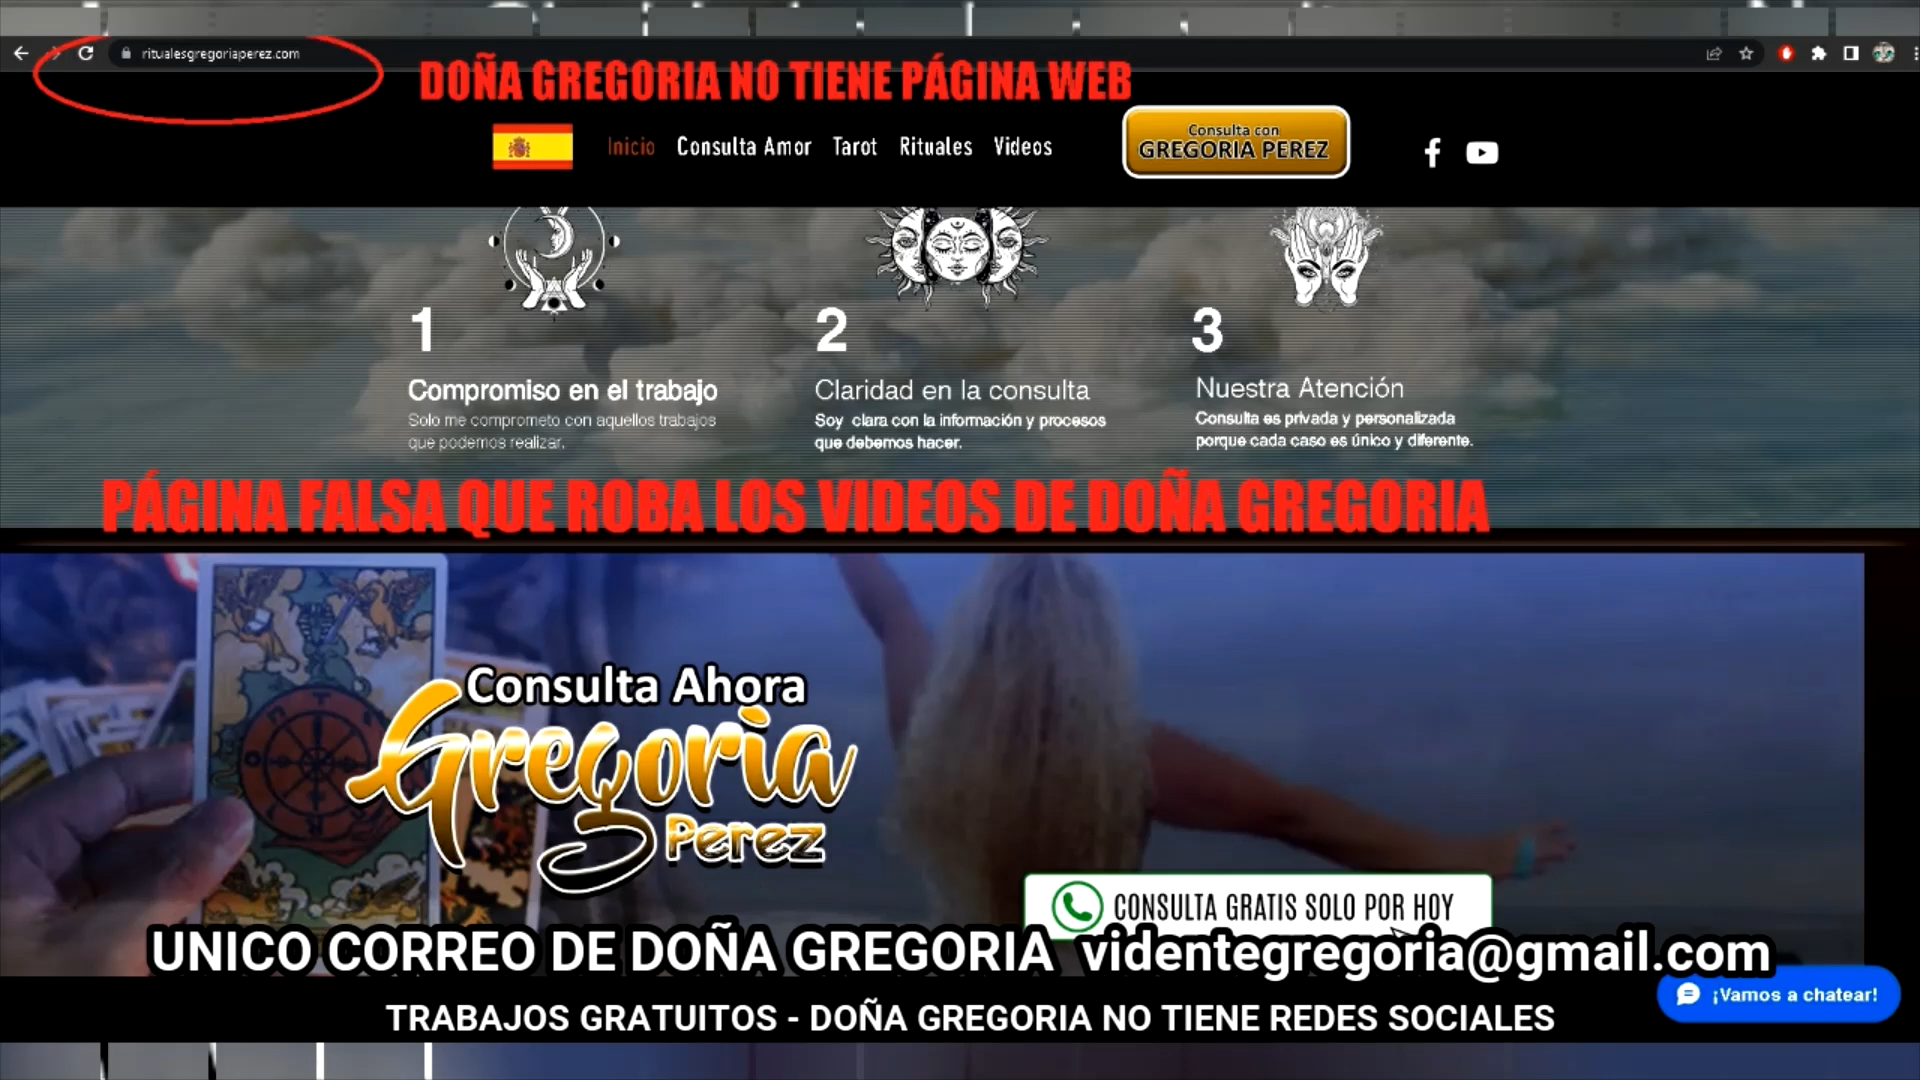 ritualesgregoriaperez.com
DOÑA GREGORIA NO TIENE PÁGINA WEB
Inicio Consulta Amor Tarot Rituales Videos
Consulta con
GREGORIA PEREZ
1
Compromiso en el trabajo
Solo me comprometo con aquellos trabajos
que podemos realizar.
2
Claridad en la consulta
Soy clara con la información y procesos
que debemos hacer.
3
Nuestra Atención
Consulta es privada y personalizada
porque cada caso es único y diferente.
PÁGINA FALSA QUE ROBA LOS VIDEOS DE DOÑA GREGORIA
Consulta Ahora
Gregoria
Perez
CONSULTA GRATIS SOLO POR HOY
UNICO CORREO DE DOÑA GREGORIA videntegregoria@gmail.com
¡Vamos a chatear!
TRABAJOS GRATUITOS - DOÑA GREGORIA NO TIENE REDES SOCIALES